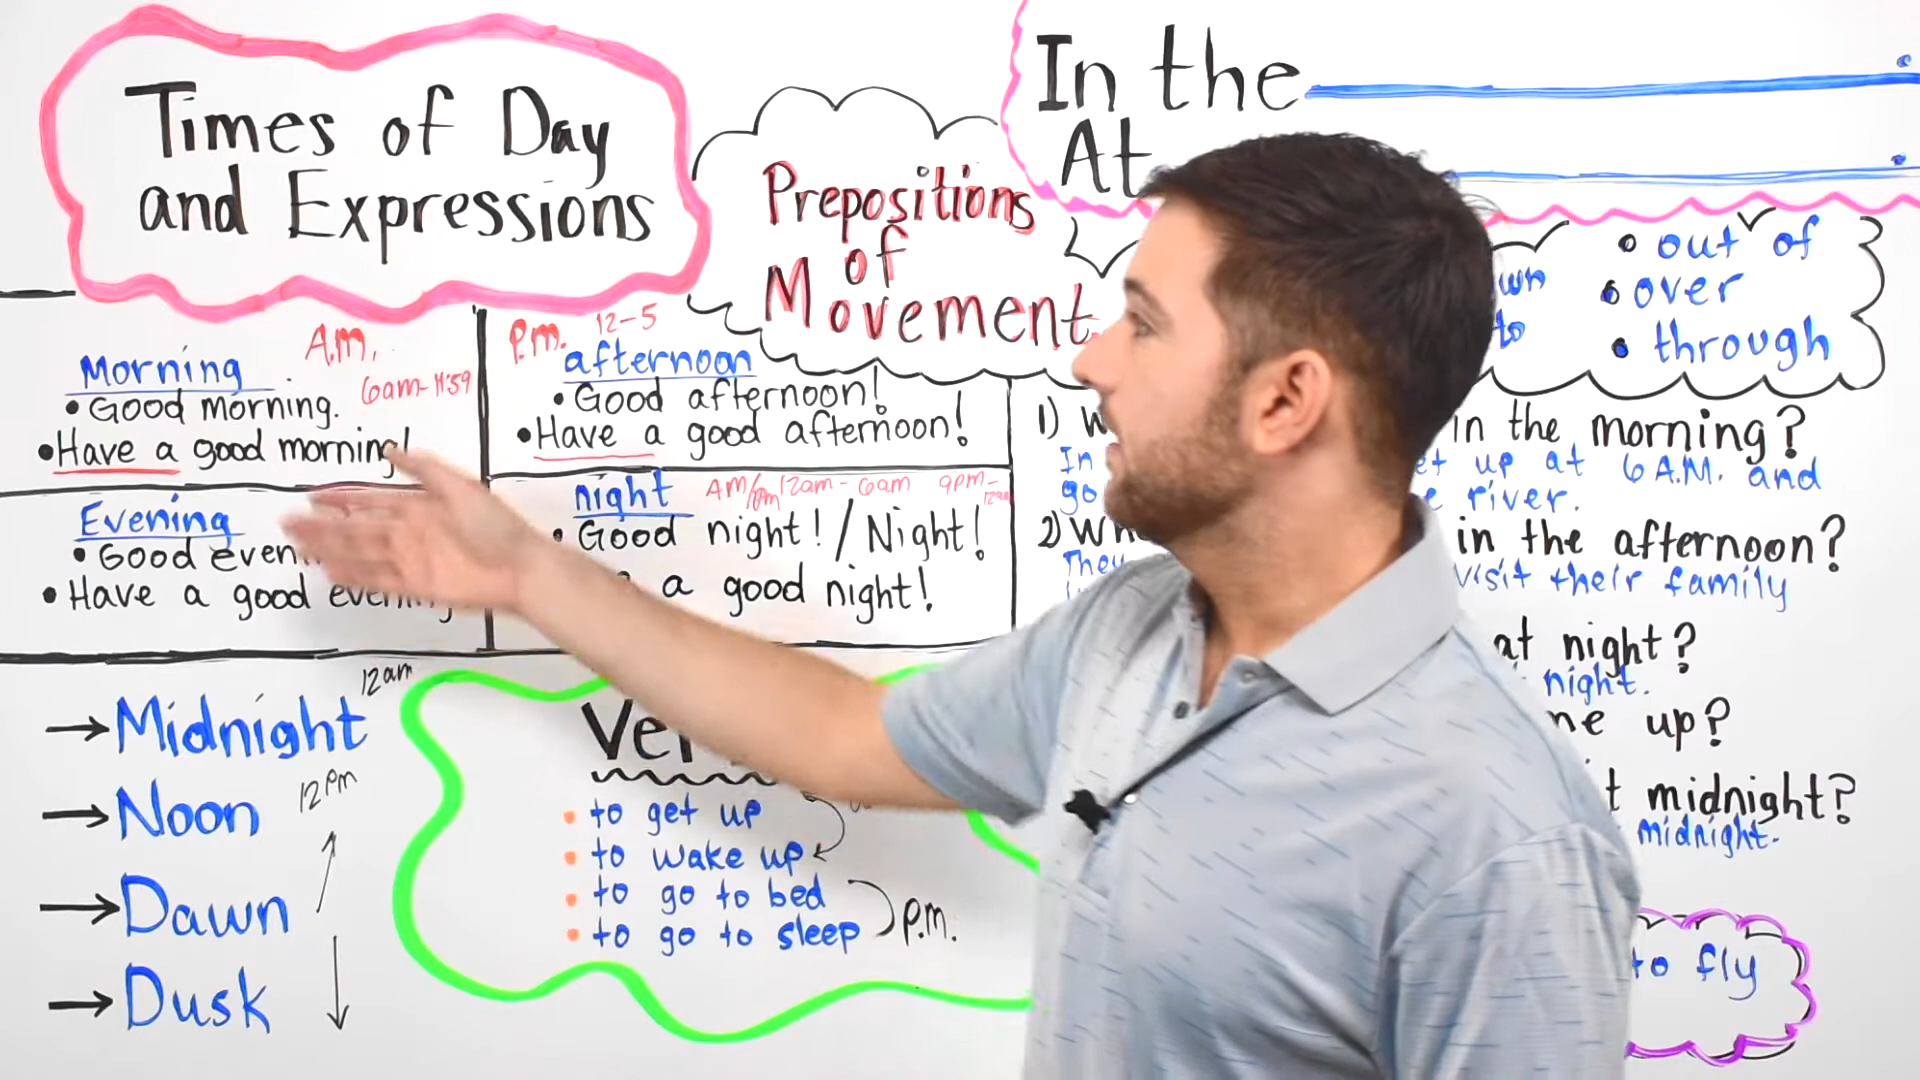 Times of Day
and Expressions
Prepositions
of
Movement
In the
At
out of
over
to
through
Morning
A.M.
6am-11:59
• Good morning.
• Have a good morning!
P.m. 12-5
afternoon
• Good afternoon!
• Have a good afternoon!
Evening
• Good even
• Have a good evening
night
AM/Pm 12am - 6am 9pm-12am
• Good night! / Night!
a good night!
1) W in the morning?
In et up at 6 A.M. and
go e river.
2) Wh in the afternoon?
They visit their family
at night?
night.
me up?
t midnight?
midnight.
→ Midnight 12am
→ Noon 12pm
→ Dawn
→ Dusk
Ver
• to get up
• to wake up
• to go to bed
• to go to sleep
p.m.
to fly